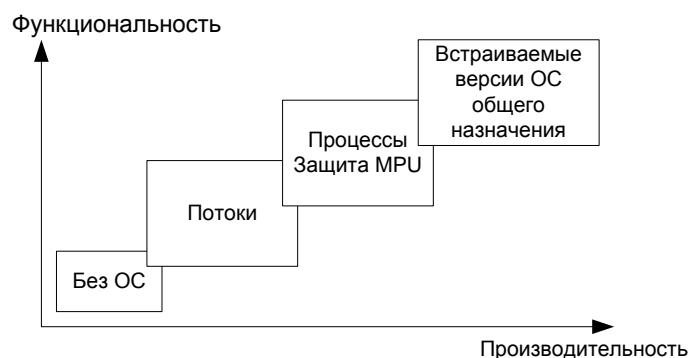 Функциональность
Встраиваемые
версии ОС
общего
назначения
Процессы
Защита MPU
Потоки
Без ОС
Производительность